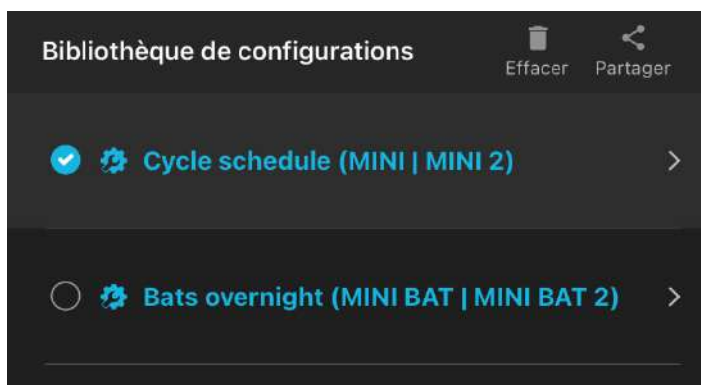 Bibliothèque de configurations
Effacer
Partager
Cycle schedule (MINI | MINI 2)
Bats overnight (MINI BAT | MINI BAT 2)